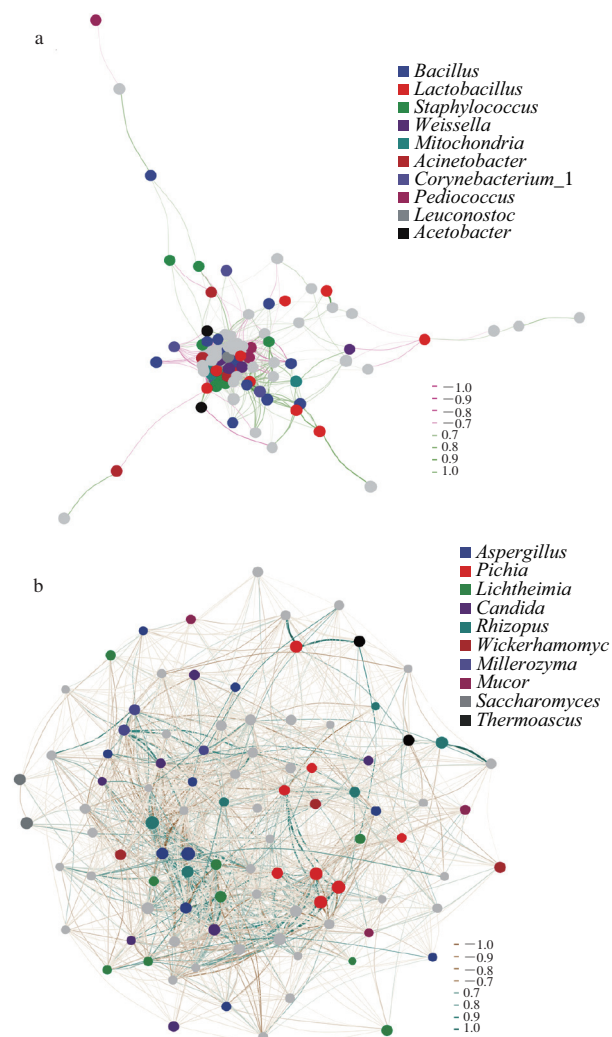 a
Bacillus
Lactobacillus
Staphylococcus
Weissella
Mitochondria
Acinetobacter
Corynebacterium_1
Pediococcus
Leuconostoc
Acetobacter
—1.0
—0.9
—0.8
—0.7
0.7
0.8
0.9
1.0
b
Aspergillus
Pichia
Lichtheimia
Candida
Rhizopus
Wickerhamomyc
Millerozyma
Mucor
Saccharomyces
Thermoascus
—1.0
—0.9
—0.8
—0.7
0.7
0.8
0.9
1.0